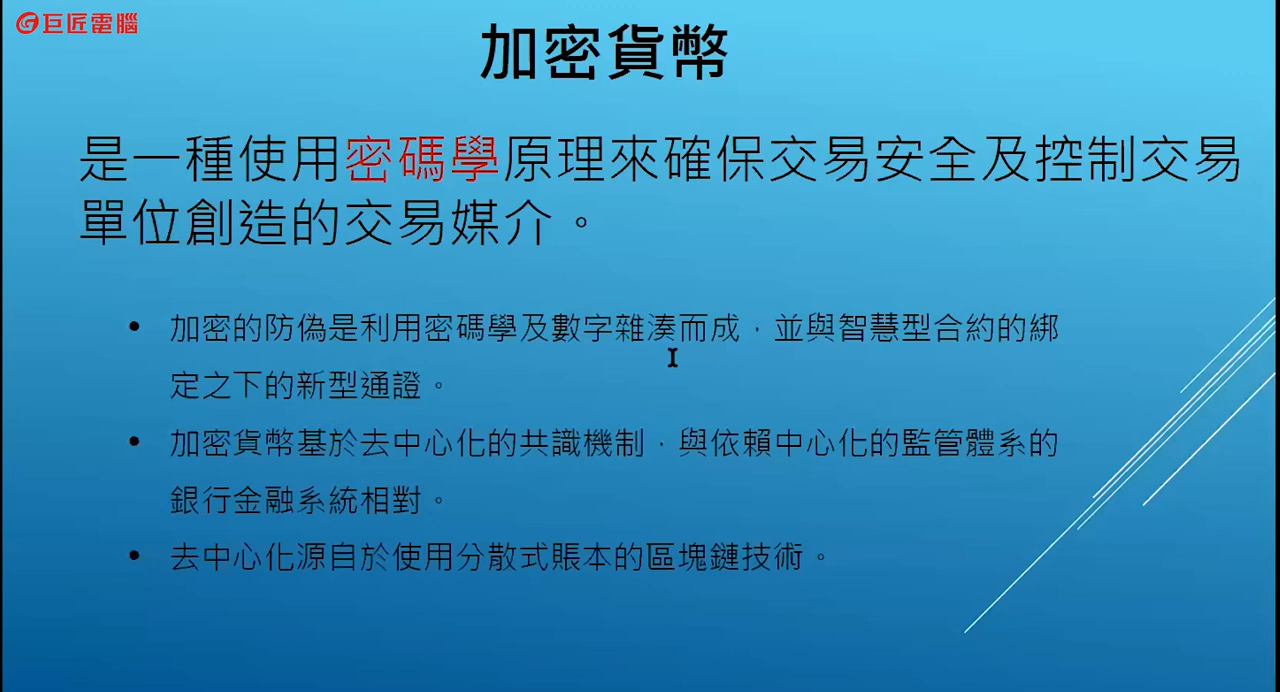 巨匠電腦
加密貨幣
是一種使用密碼學原理來確保交易安全及控制交易
單位創造的交易媒介。
• 加密的防偽是利用密碼學及數字雜湊而成，並與智慧型合約的綁
定之下的新型通證。
• 加密貨幣基於去中心化的共識機制，與依賴中心化的監管體系的
銀行金融系統相對。
• 去中心化源自於使用分散式賬本的區塊鏈技術。